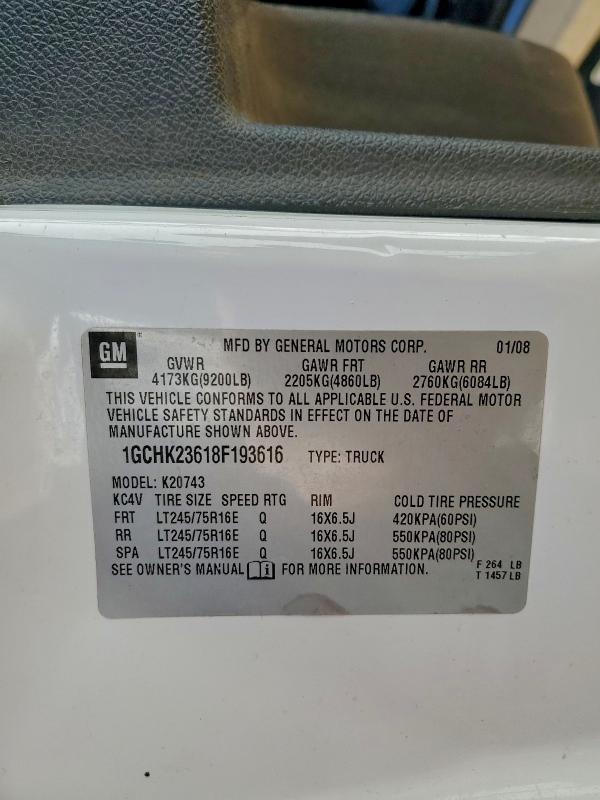 GM ® MFD BY GENERAL MOTORS CORP. 01/08
GVWR GAWR FRT GAWR RR
4173KG(9200LB) 2205KG(4860LB) 2760KG(6084LB)
THIS VEHICLE CONFORMS TO ALL APPLICABLE U.S. FEDERAL MOTOR
VEHICLE SAFETY STANDARDS IN EFFECT ON THE DATE OF
MANUFACTURE SHOWN ABOVE.
1GCHK23618F193616 TYPE: TRUCK
MODEL: K20743
KC4V TIRE SIZE SPEED RTG RIM COLD TIRE PRESSURE
FRT LT245/75R16E Q 16X6.5J 420KPA(60PSI)
RR LT245/75R16E Q 16X6.5J 550KPA(80PSI)
SPA LT245/75R16E Q 16X6.5J 550KPA(80PSI)
SEE OWNER'S MANUAL FOR MORE INFORMATION. F 264 LB
T 1457 LB